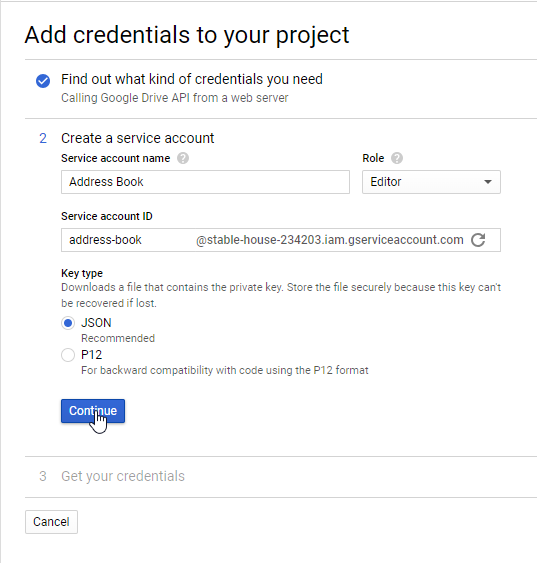 Add credentials to your project
Find out what kind of credentials you need
Calling Google Drive API from a web server
2 Create a service account
Service account name ? Role ?
Address Book Editor
Service account ID
address-book @stable-house-234203.iam.gserviceaccount.com
Key type
Downloads a file that contains the private key. Store the file securely because this key can't
be recovered if lost.
JSON
Recommended
P12
For backward compatibility with code using the P12 format
Continue
3 Get your credentials
Cancel